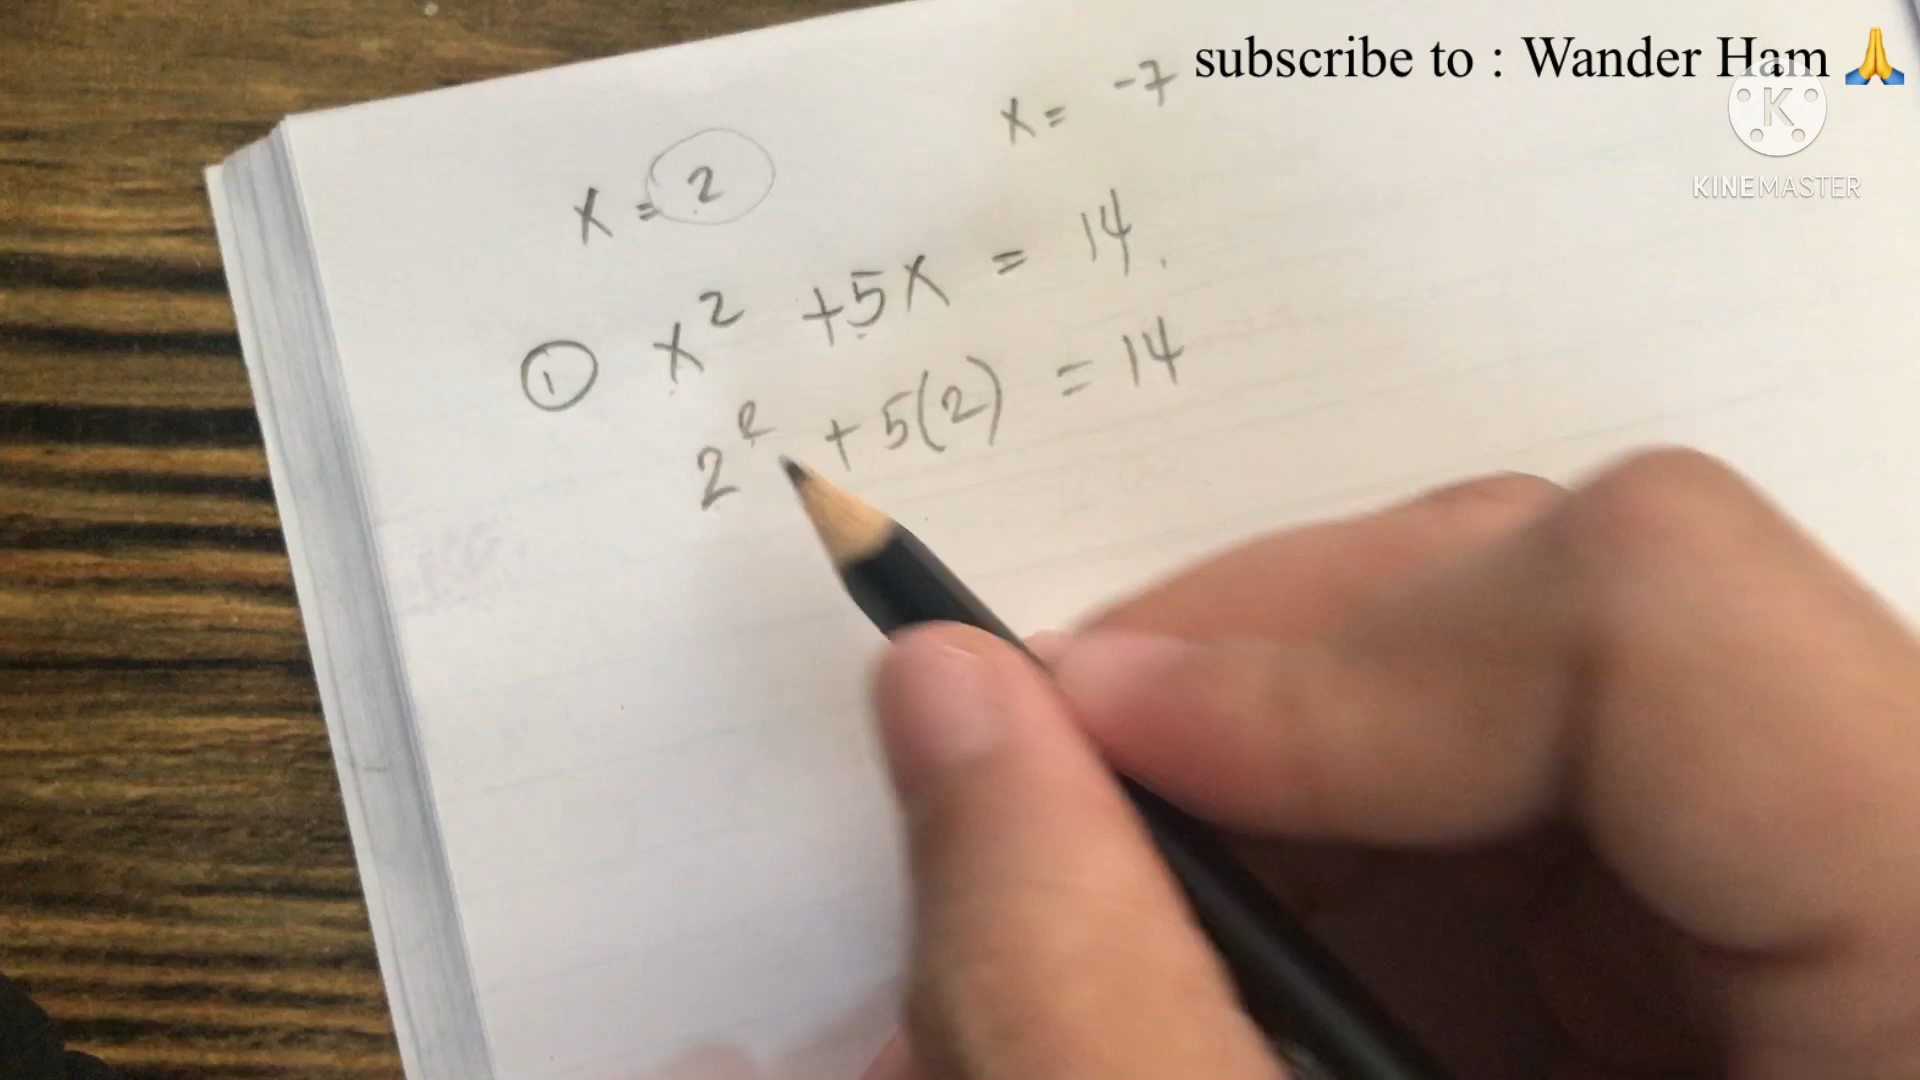 subscribe to : Wander Ham 🙏
K
KINEMASTER
x = 2
x = -7
① x² + 5x = 14.
2² + 5(2) = 14